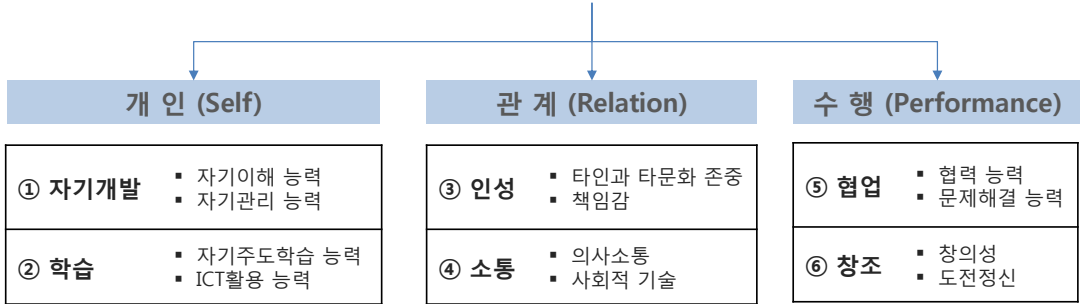 개 인 (Self)
관 계 (Relation)
수 행 (Performance)
① 자기개발
▪ 자기이해 능력
▪ 자기관리 능력
② 학습
▪ 자기주도학습 능력
▪ ICT활용 능력
③ 인성
▪ 타인과 타문화 존중
▪ 책임감
④ 소통
▪ 의사소통
▪ 사회적 기술
⑤ 협업
▪ 협력 능력
▪ 문제해결 능력
⑥ 창조
▪ 창의성
▪ 도전정신